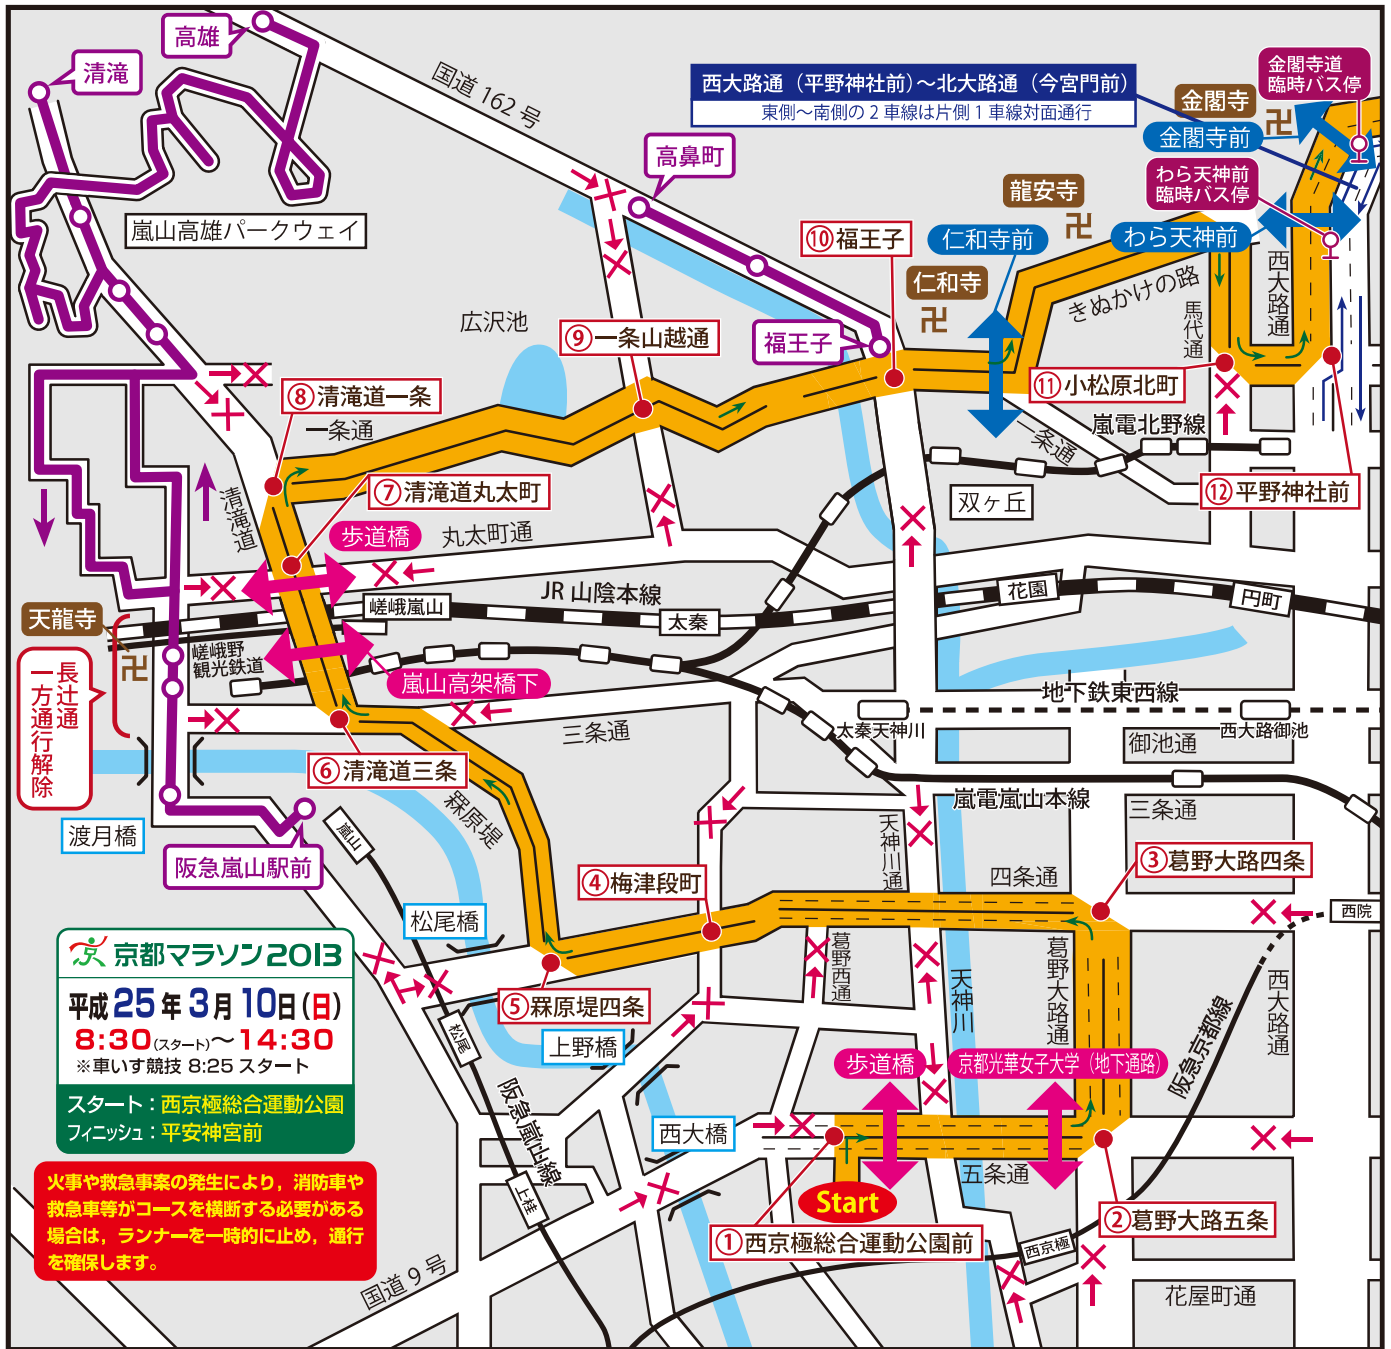 高雄
清滝
国道162号
西大路通（平野神社前）～北大路通（今宮門前）
東側～南側の2車線は片側1車線対面通行
金閣寺道
臨時バス停
金閣寺
卍
金閣寺前
高鼻町
わら天神前
臨時バス停
龍安寺
卍
嵐山高雄パークウェイ
⑩福王子
仁和寺前
わら天神前
仁和寺
卍
きぬかけの路
西大路通
馬代通
広沢池
⑨一条山越通
福王子
⑧清滝道一条
⑪小松原北町
一条通
一条通
嵐電北野線
清滝道
⑦清滝道丸太町
双ヶ丘
⑫平野神社前
歩道橋
丸太町通
JR山陰本線
嵯峨嵐山
太秦
花園
円町
天龍寺
卍
嵯峨野
観光鉄道
長辻通
一方通行解除
嵐山高架橋下
地下鉄東西線
三条通
太秦天神川
西大路御池
御池通
⑥清滝道三条
嵐電嵐山本線
三条通
渡月橋
嵐山
罧原堤
天神川通
阪急嵐山駅前
④梅津段町
四条通
③葛野大路四条
松尾橋
西院
京都マラソン2013
平成25年3月10日（日）
8:30（スタート）～14:30
※車いす競技 8:25 スタート
スタート：西京極総合運動公園
フィニッシュ：平安神宮前
葛野西通
天神川
葛野大路通
西大路通
⑤罧原堤四条
松尾
上野橋
阪急京都線
歩道橋
京都光華女子大学（地下通路）
阪急嵐山線
西大橋
五条通
上桂
Start
火事や救急事案の発生により，消防車や
救急車等がコースを横断する必要がある
場合は，ランナーを一時的に止め，通行
を確保します。
①西京極総合運動公園前
②葛野大路五条
西京極
国道9号
花屋町通